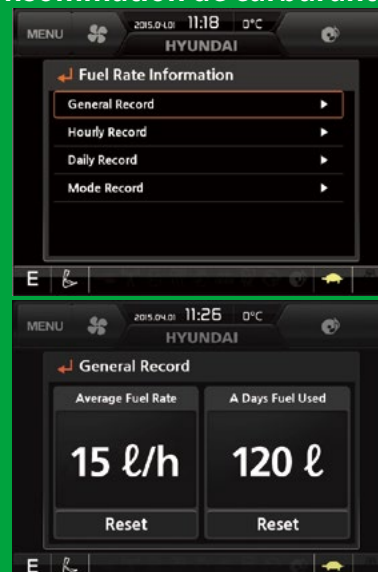 MENU 2015.04.01 11:18 0°C
HYUNDAI
Fuel Rate Information
General Record
Hourly Record
Daily Record
Mode Record
E
MENU 2015.04.01 11:26 0°C
HYUNDAI
General Record
Average Fuel Rate A Days Fuel Used
15 ℓ/h 120 ℓ
Reset Reset
E